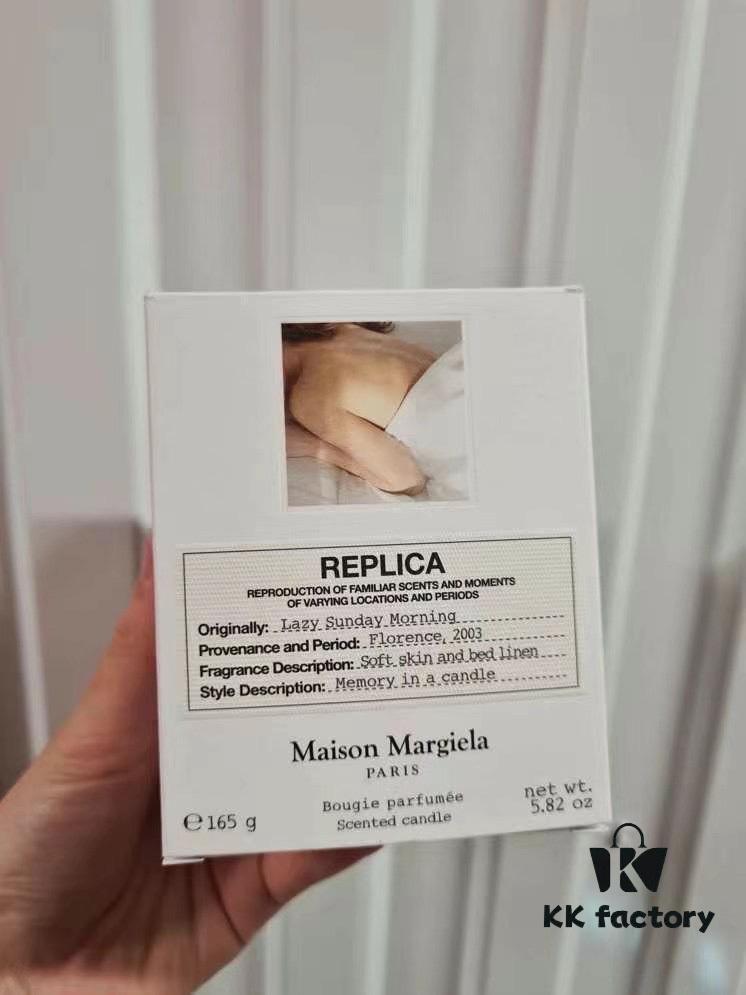 REPLICA
REPRODUCTION OF FAMILIAR SCENTS AND MOMENTS
OF VARYING LOCATIONS AND PERIODS
Originally: Lazy Sunday Morning
Provenance and Period: Florence, 2003
Fragrance Description: Soft skin and bed linen
Style Description: Memory in a candle
Maison Margiela
PARIS
℮ 165 g
Bougie parfumée
Scented candle
net wt.
5.82 oz
K
KK factory